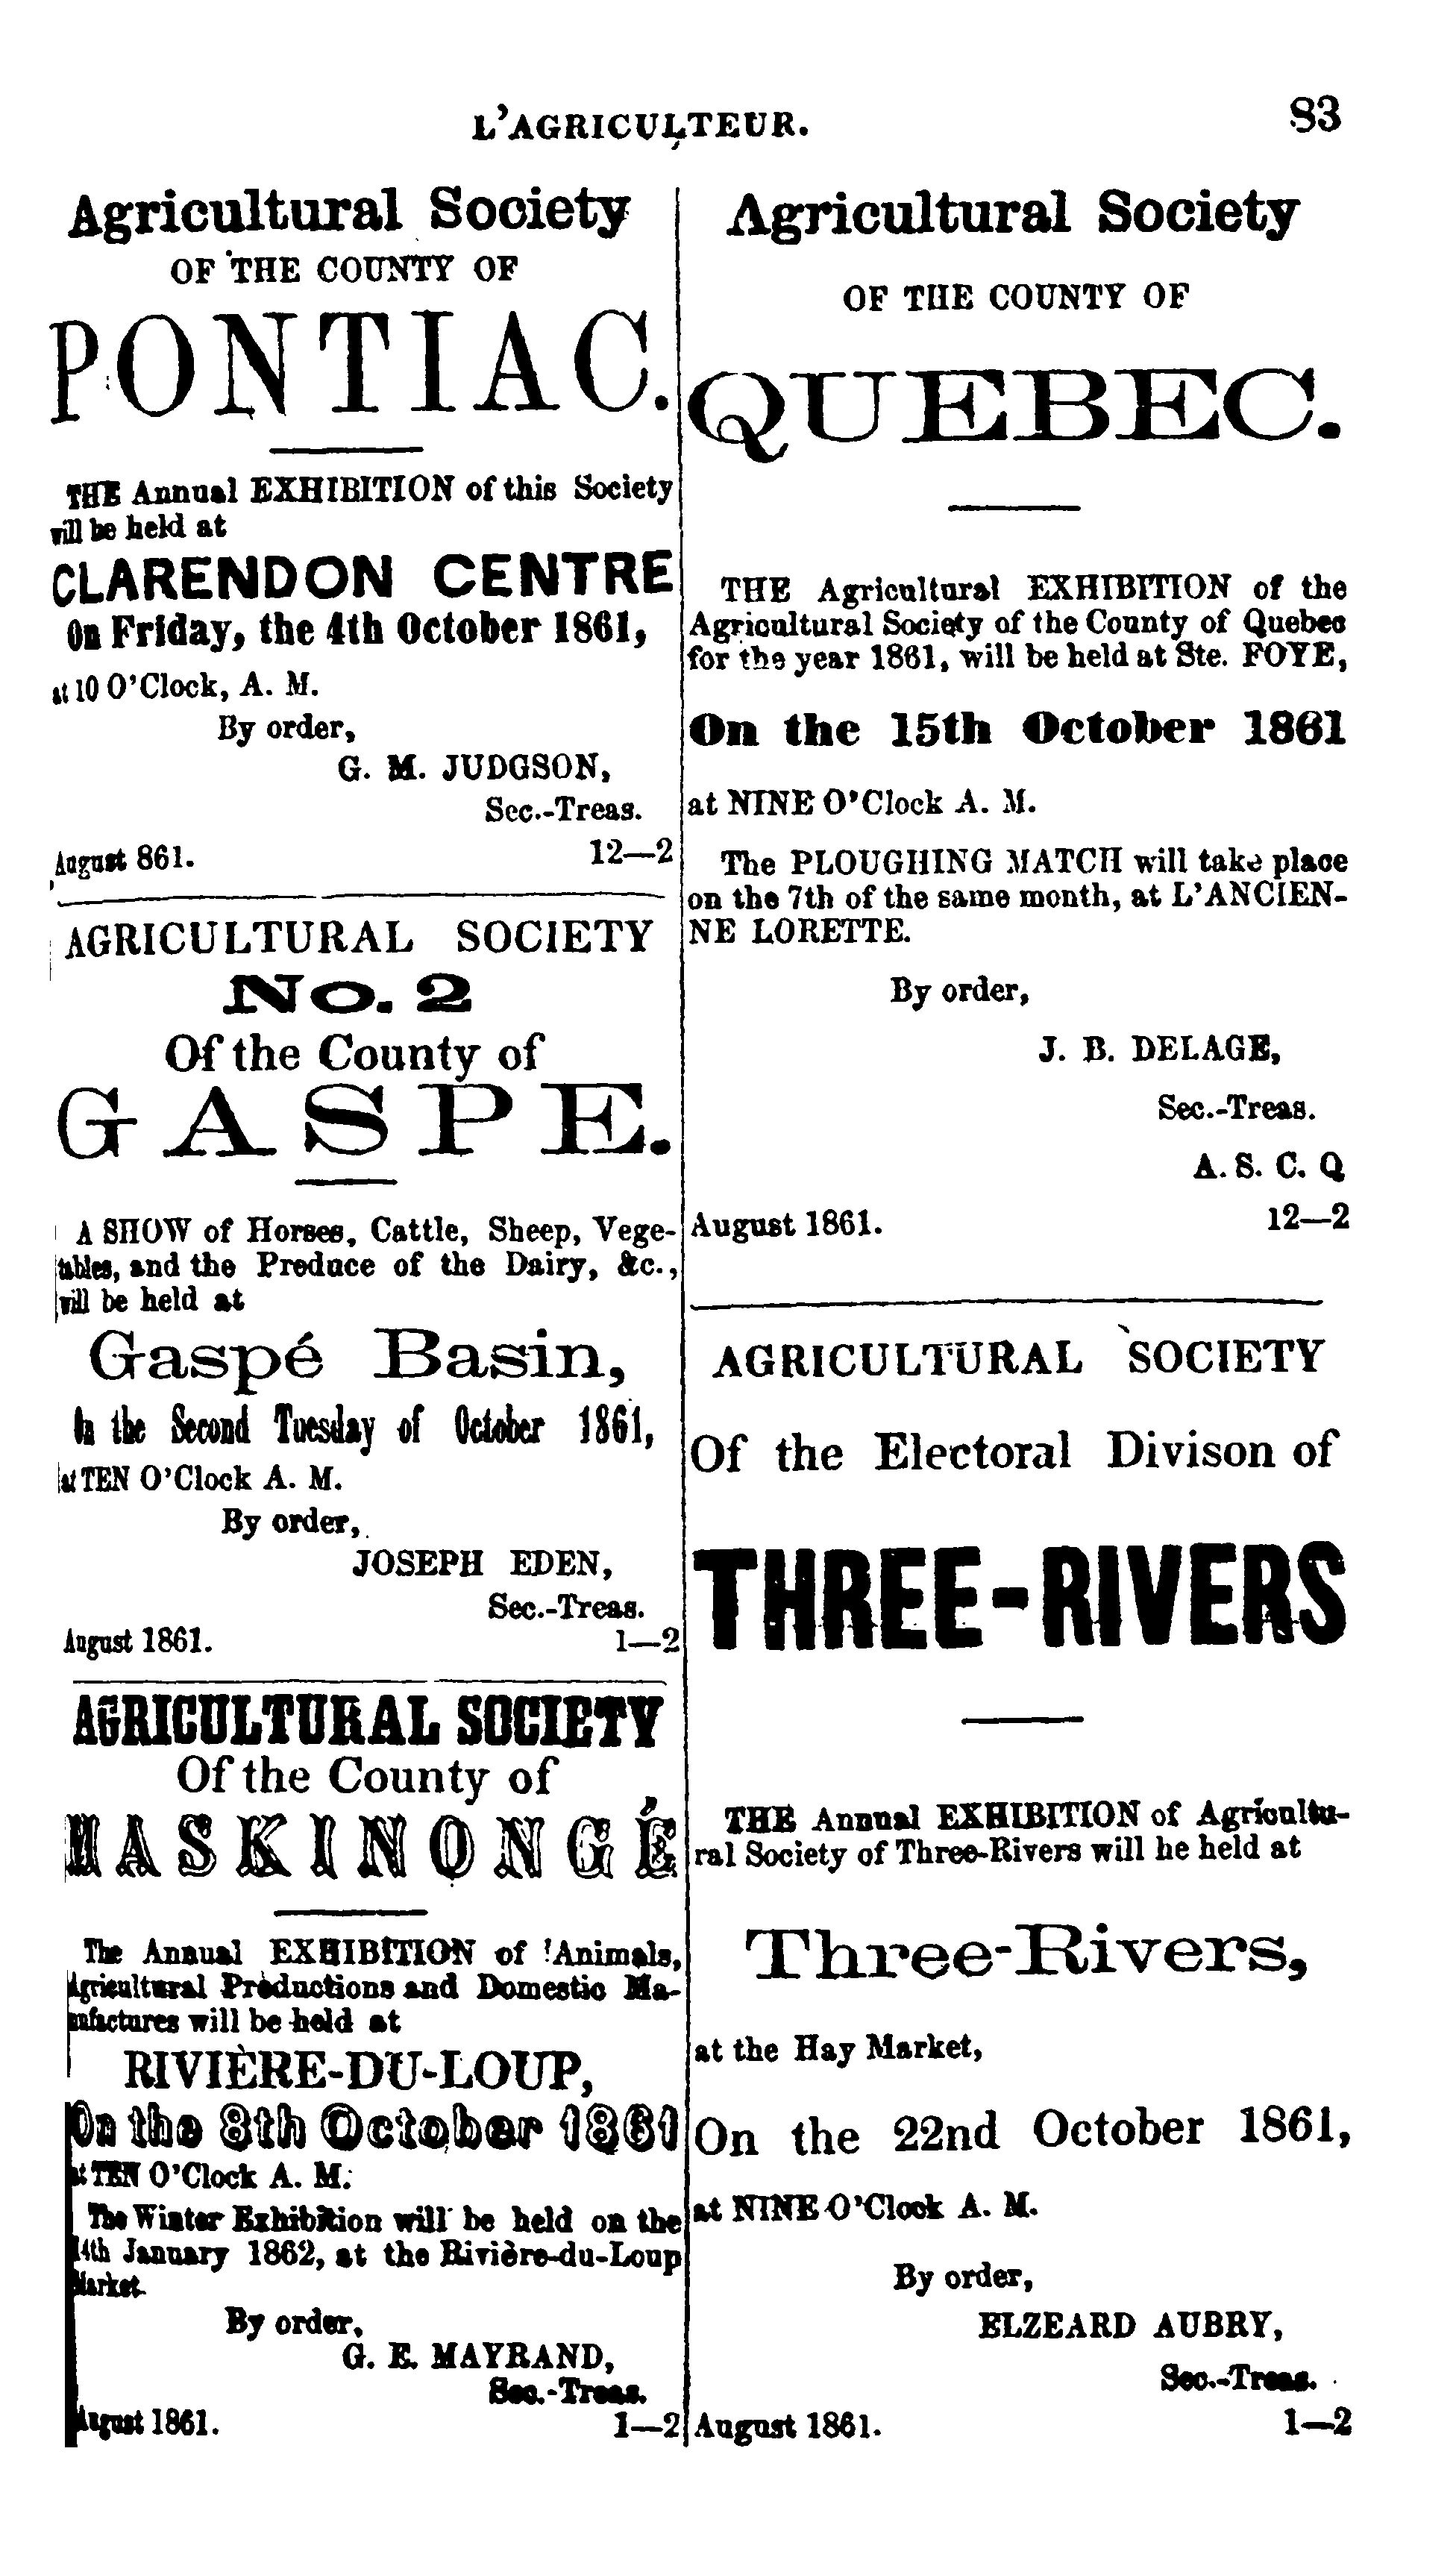 L'AGRICULTEUR.
83
Agricultural Society
OF THE COUNTY OF
PONTIAC.
THE Annual EXHIBITION of this Society
will be held at
CLARENDON CENTRE
On Friday, the 4th October 1861,
at 10 O'Clock, A. M.
By order,
G. M. JUDGSON,
Sec.-Treas.
August 861.
12—2
AGRICULTURAL SOCIETY
No. 2
Of the County of
GASPE.
A SHOW of Horses, Cattle, Sheep, Vege-
tables, and the Produce of the Dairy, &c.,
will be held at
Gaspé Basin,
On the Second Tuesday of October 1861,
at TEN O'Clock A. M.
By order,
JOSEPH EDEN,
Sec.-Treas.
August 1861.
1—2
AGRICULTURAL SOCIETY
Of the County of
MASKINONGÉ
The Annual EXHIBITION of Animals,
Agricultural Productions and Domestic Ma-
nufactures will be held at
RIVIÈRE-DU-LOUP,
On the 8th October 1861
at TEN O'Clock A. M.
The Winter Exhibition will be held on the
14th January 1862, at the Rivière-du-Loup
Market.
By order,
G. E. MAYRAND,
Sec.-Treas.
August 1861.
1—2
Agricultural Society
OF THE COUNTY OF
QUEBEC.
THE Agricultural EXHIBITION of the
Agricultural Society of the County of Quebec
for the year 1861, will be held at Ste. FOYE,
On the 15th October 1861
at NINE O'Clock A. M.
The PLOUGHING MATCH will take place
on the 7th of the same month, at L'ANCIEN-
NE LORETTE.
By order,
J. B. DELAGE,
Sec.-Treas.
A. S. C. Q
August 1861.
12—2
AGRICULTURAL SOCIETY
Of the Electoral Divison of
THREE-RIVERS
THE Annual EXHIBITION of Agricultu-
ral Society of Three-Rivers will he held at
Three-Rivers,
at the Hay Market,
On the 22nd October 1861,
at NINE O'Clock A. M.
By order,
ELZEARD AUBRY,
Sec.-Treas.
August 1861.
1—2